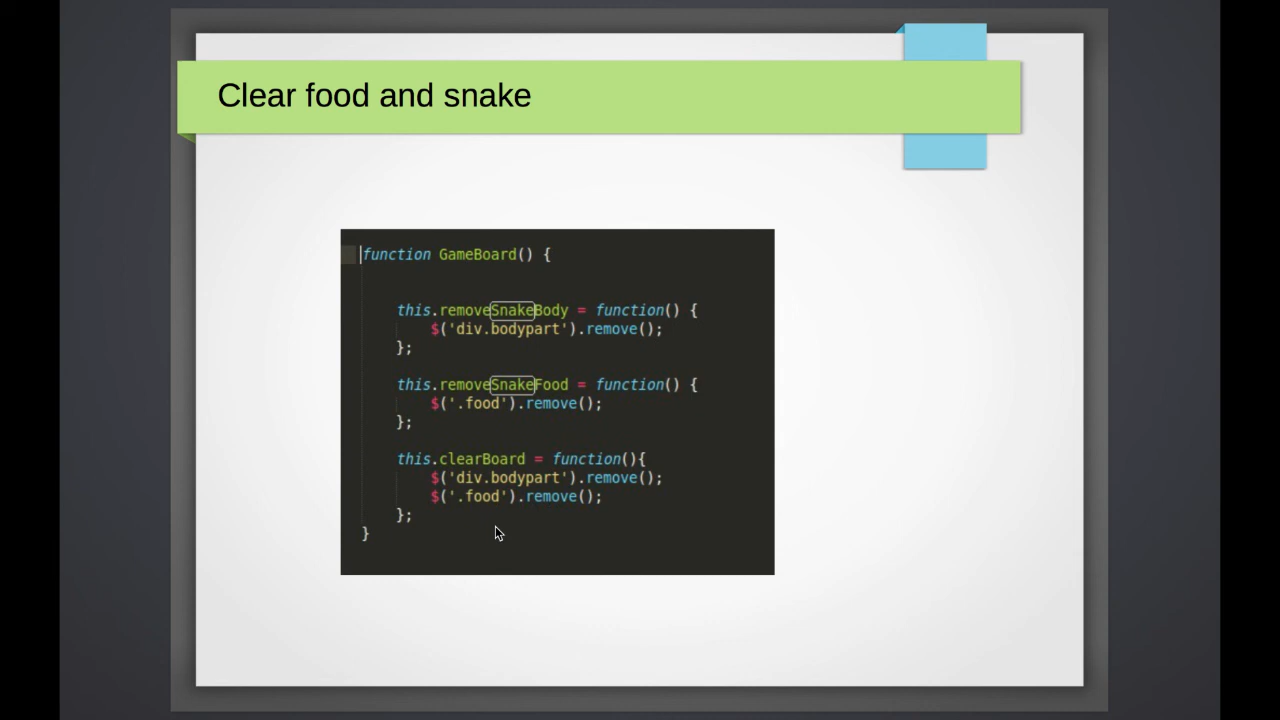 Clear food and snake
function GameBoard() {
this.removeSnakeBody = function() {
$('div.bodypart').remove();
};
this.removeSnakeFood = function() {
$('.food').remove();
};
this.clearBoard = function(){
$('div.bodypart').remove();
$('.food').remove();
};
}